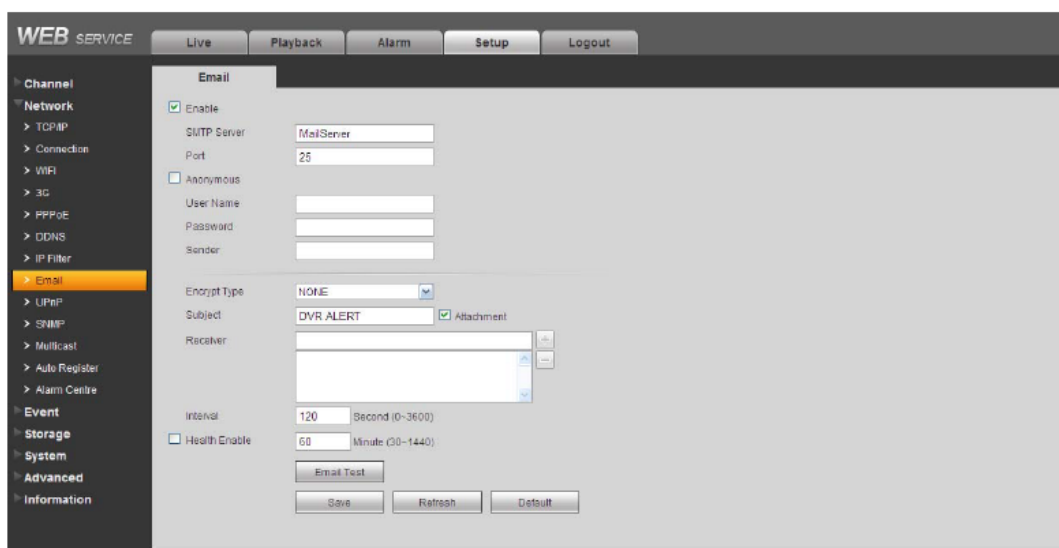 WEB SERVICE
Live Playback Alarm Setup Logout
Channel
Network
TCP/IP
Connection
WIFI
3G
PPPoE
DDNS
IP Filter
Email
UPnP
SNMP
Multicast
Auto Register
Alarm Centre
Event
Storage
System
Advanced
Information
Email
Enable
SMTP Server MailServer
Port 25
Anonymous
User Name
Password
Sender
Encrypt Type NONE
Subject DVR ALERT Attachment
Receiver
Interval 120 Second (0~3600)
Health Enable 60 Minute (30~1440)
Email Test
Save Refresh Default